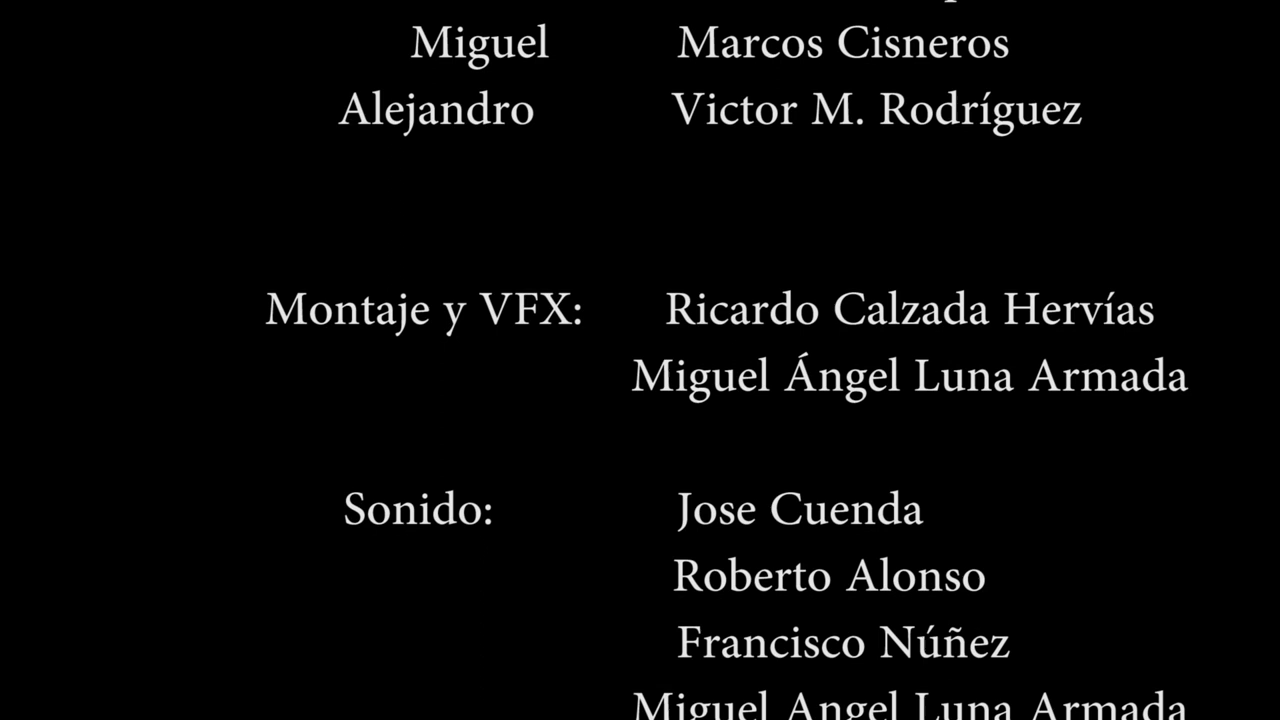 Miguel Marcos Cisneros
Alejandro Victor M. Rodríguez
Montaje y VFX: Ricardo Calzada Hervías
Miguel Ángel Luna Armada
Sonido: Jose Cuenda
Roberto Alonso
Francisco Núñez
Miguel Angel Luna Armada